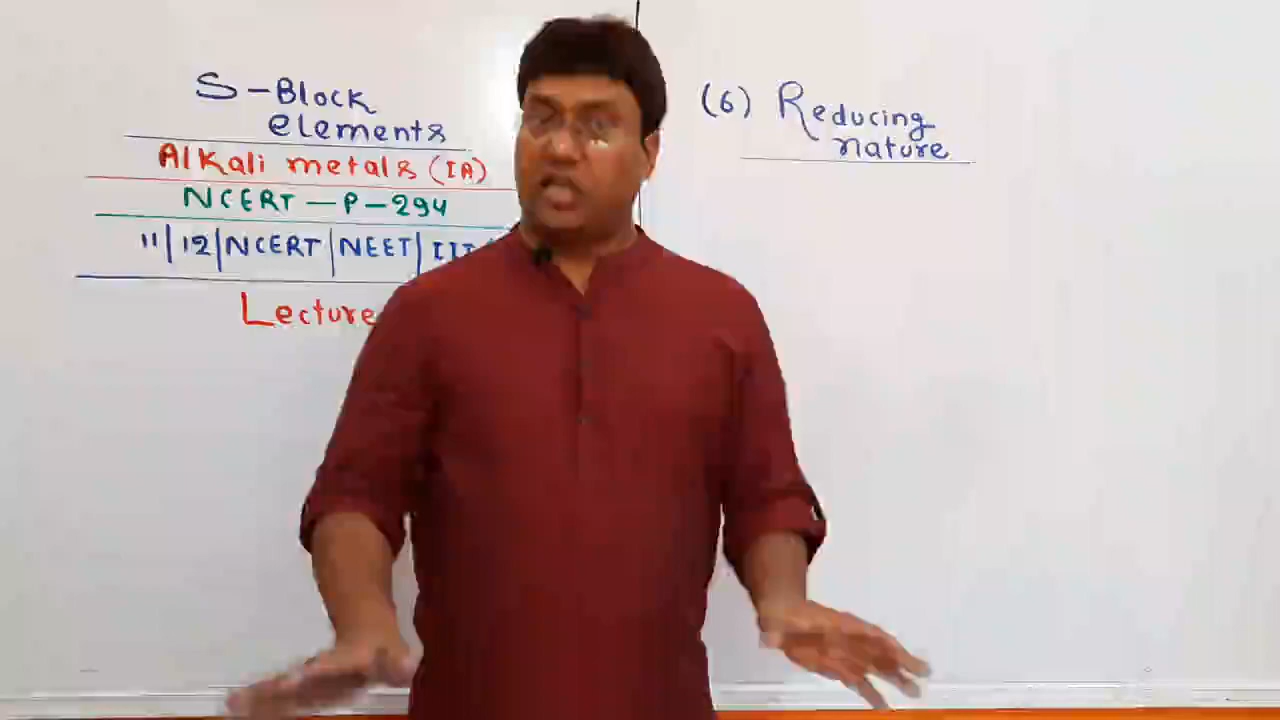 S-Block
elements
Alkali metals (IA)
NCERT - P-294
11|12|NCERT|NEET|
Lecture
(6) Reducing
nature